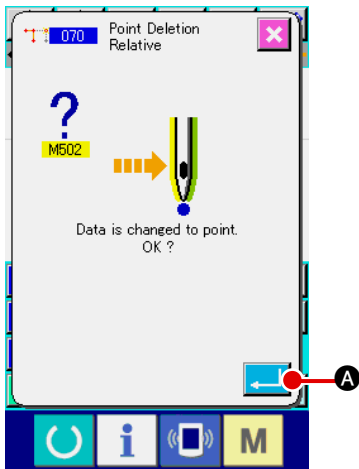 070 Point Deletion
Relative
?
M502
Data is changed to point.
OK ?
A
i
M